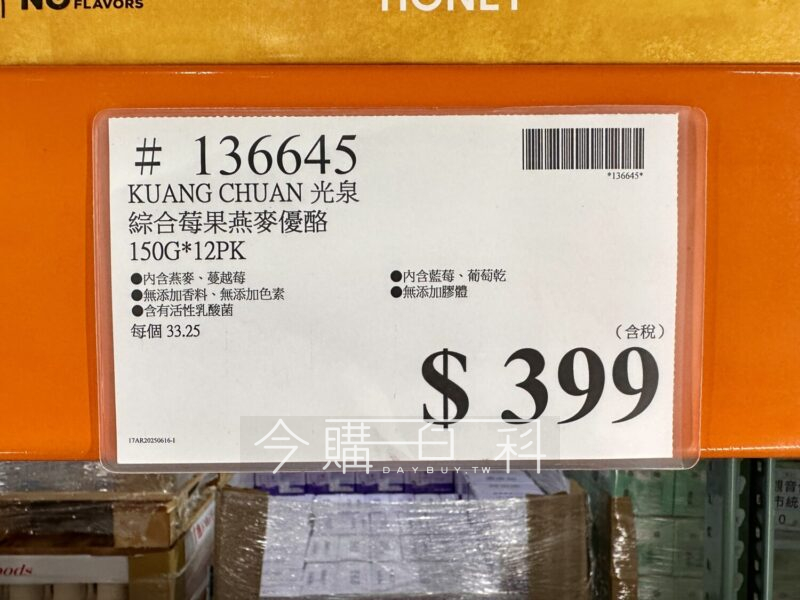 NO FLAVORS
HONEY
# 136645
*136645*
KUANG CHUAN 光泉
綜合莓果燕麥優酪
150G*12PK
●內含燕麥、蔓越莓
●內含藍莓、葡萄乾
●無添加香料、無添加色素
●無添加膠體
●含有活性乳酸菌
每個 33.25
（含稅）
$ 399
17AR20250616-1
今購百科
DAYBUY.TW